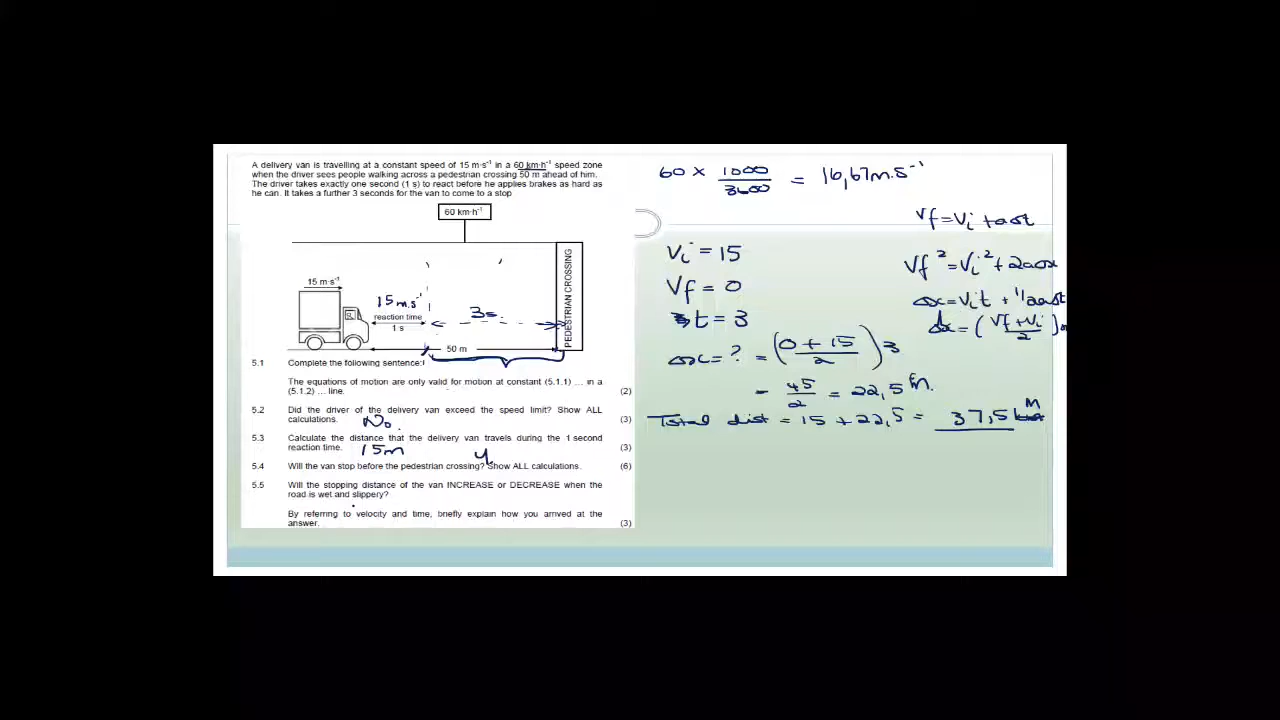 A delivery van is travelling at a constant speed of 15 m·s⁻¹ in a 60 km·h⁻¹ speed zone
when the driver sees people walking across a pedestrian crossing 50 m ahead of him.
The driver takes exactly one second (1 s) to react before he applies brakes as hard as
he can. It takes a further 3 seconds for the van to come to a stop
60 km·h⁻¹
15 m·s⁻¹
15 m.s⁻¹
reaction time
1 s
3s.
50 m
PEDESTRIAN CROSSING
5.1 Complete the following sentence:
The equations of motion are only valid for motion at constant (5.1.1) ... in a
(5.1.2) ... line. (2)
5.2 Did the driver of the delivery van exceed the speed limit? Show ALL
calculations. (3)
No.
5.3 Calculate the distance that the delivery van travels during the 1 second
reaction time. (3)
15m
5.4 Will the van stop before the pedestrian crossing? Show ALL calculations. (6)
y
5.5 Will the stopping distance of the van INCREASE or DECREASE when the
road is wet and slippery?
By referring to velocity and time, briefly explain how you arrived at the
answer. (3)
60 × 1000/3600 = 16,67m.s⁻¹
Vf = Vi + a∆t
Vf² = Vi² + 2a∆x
∆x = Vit + ½a∆t
∆x = (Vf + Vi/2)
Vi = 15
Vf = 0
t = 3
∆x = ? = (0 + 15/2) 3
= 45/2 = 22,5 m.
Total dist = 15 + 22,5 = 37,5 m